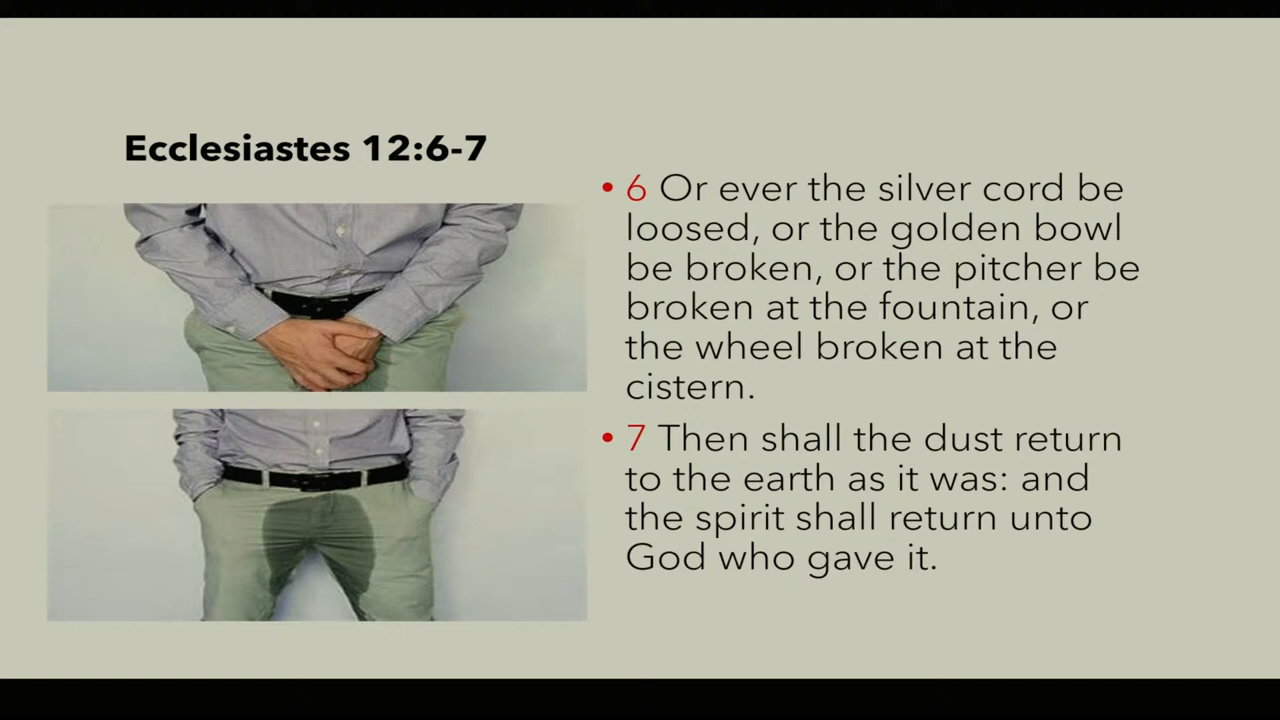 Ecclesiastes 12:6-7
• 6 Or ever the silver cord be
loosed, or the golden bowl
be broken, or the pitcher be
broken at the fountain, or
the wheel broken at the
cistern.
• 7 Then shall the dust return
to the earth as it was: and
the spirit shall return unto
God who gave it.